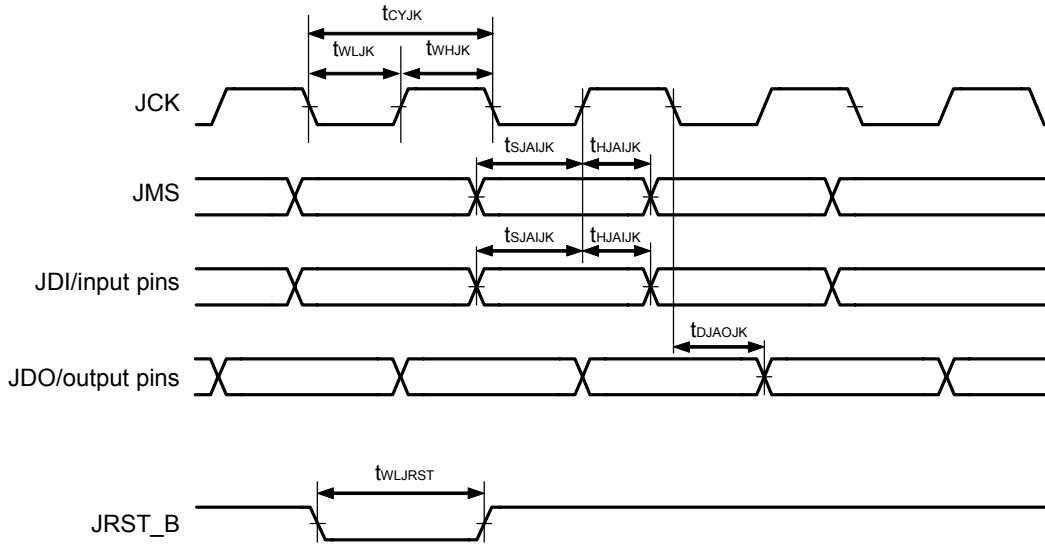 tCYJK
tWLJK tWHJK
JCK
tSJAIJK tHJAIJK
JMS
tSJAIJK tHJAIJK
JDI/input pins
tDJAOJK
JDO/output pins
tWLJRST
JRST_B